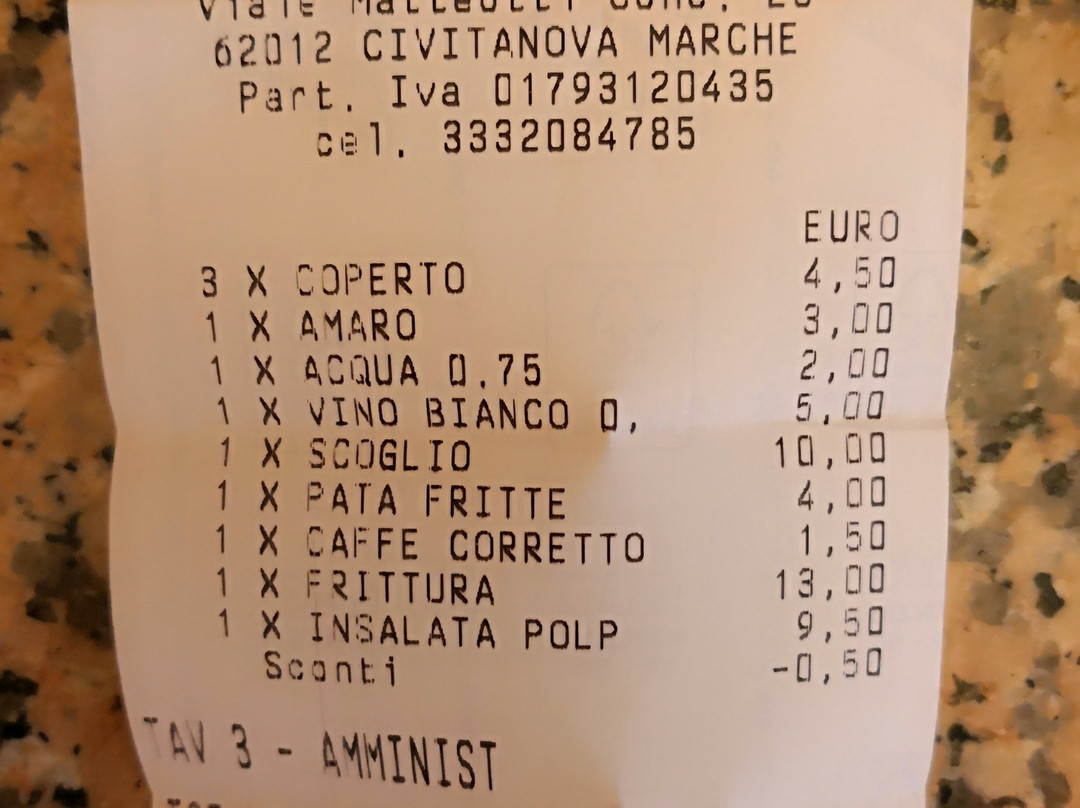 Viale Matteotti
62012 CIVITANOVA MARCHE
Part. Iva 01793120435
cel. 3332084785
EURO
3 X COPERTO 4,50
1 X AMARO 3,00
1 X ACQUA 0.75 2,00
1 X VINO BIANCO 0, 5,00
1 X SCOGLIO 10,00
1 X PATA FRITTE 4,00
1 X CAFFE CORRETTO 1,50
1 X FRITTURA 13,00
1 X INSALATA POLP 9,50
Sconti -0,50
TAV 3 - AMMINIST